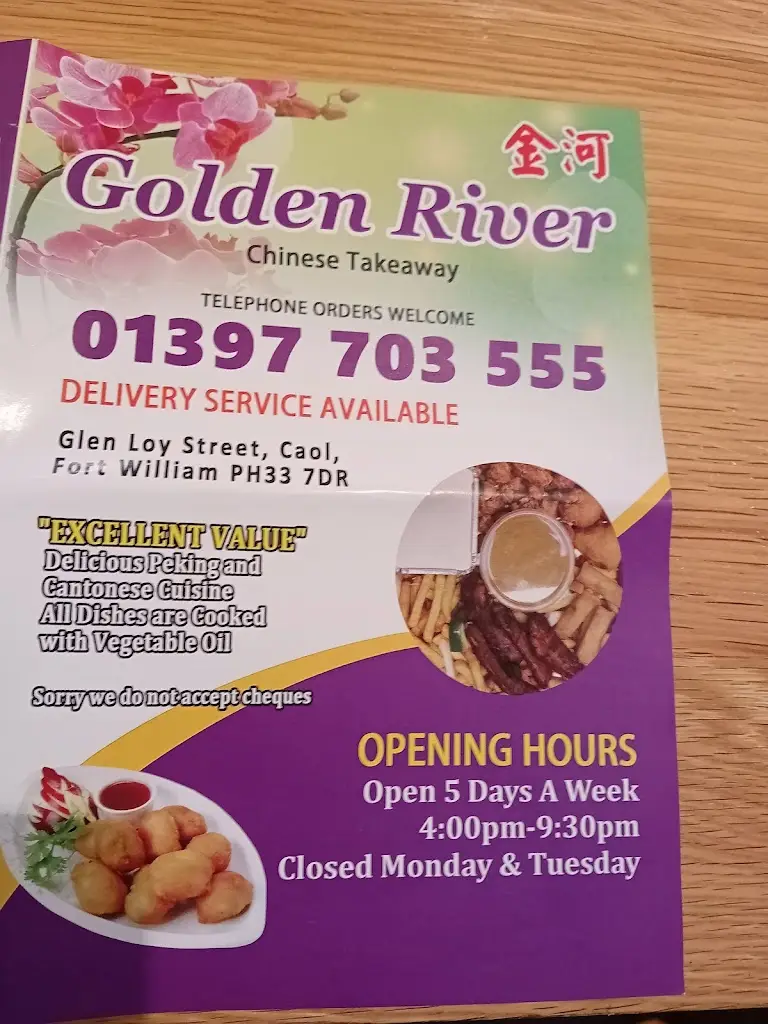 金河
Golden River
Chinese Takeaway
TELEPHONE ORDERS WELCOME
01397 703 555
DELIVERY SERVICE AVAILABLE
Glen Loy Street, Caol,
Fort William PH33 7DR
"EXCELLENT VALUE"
Delicious Peking and
Cantonese Cuisine
All Dishes are Cooked
with Vegetable Oil
Sorry we do not accept cheques
OPENING HOURS
Open 5 Days A Week
4:00pm-9:30pm
Closed Monday & Tuesday